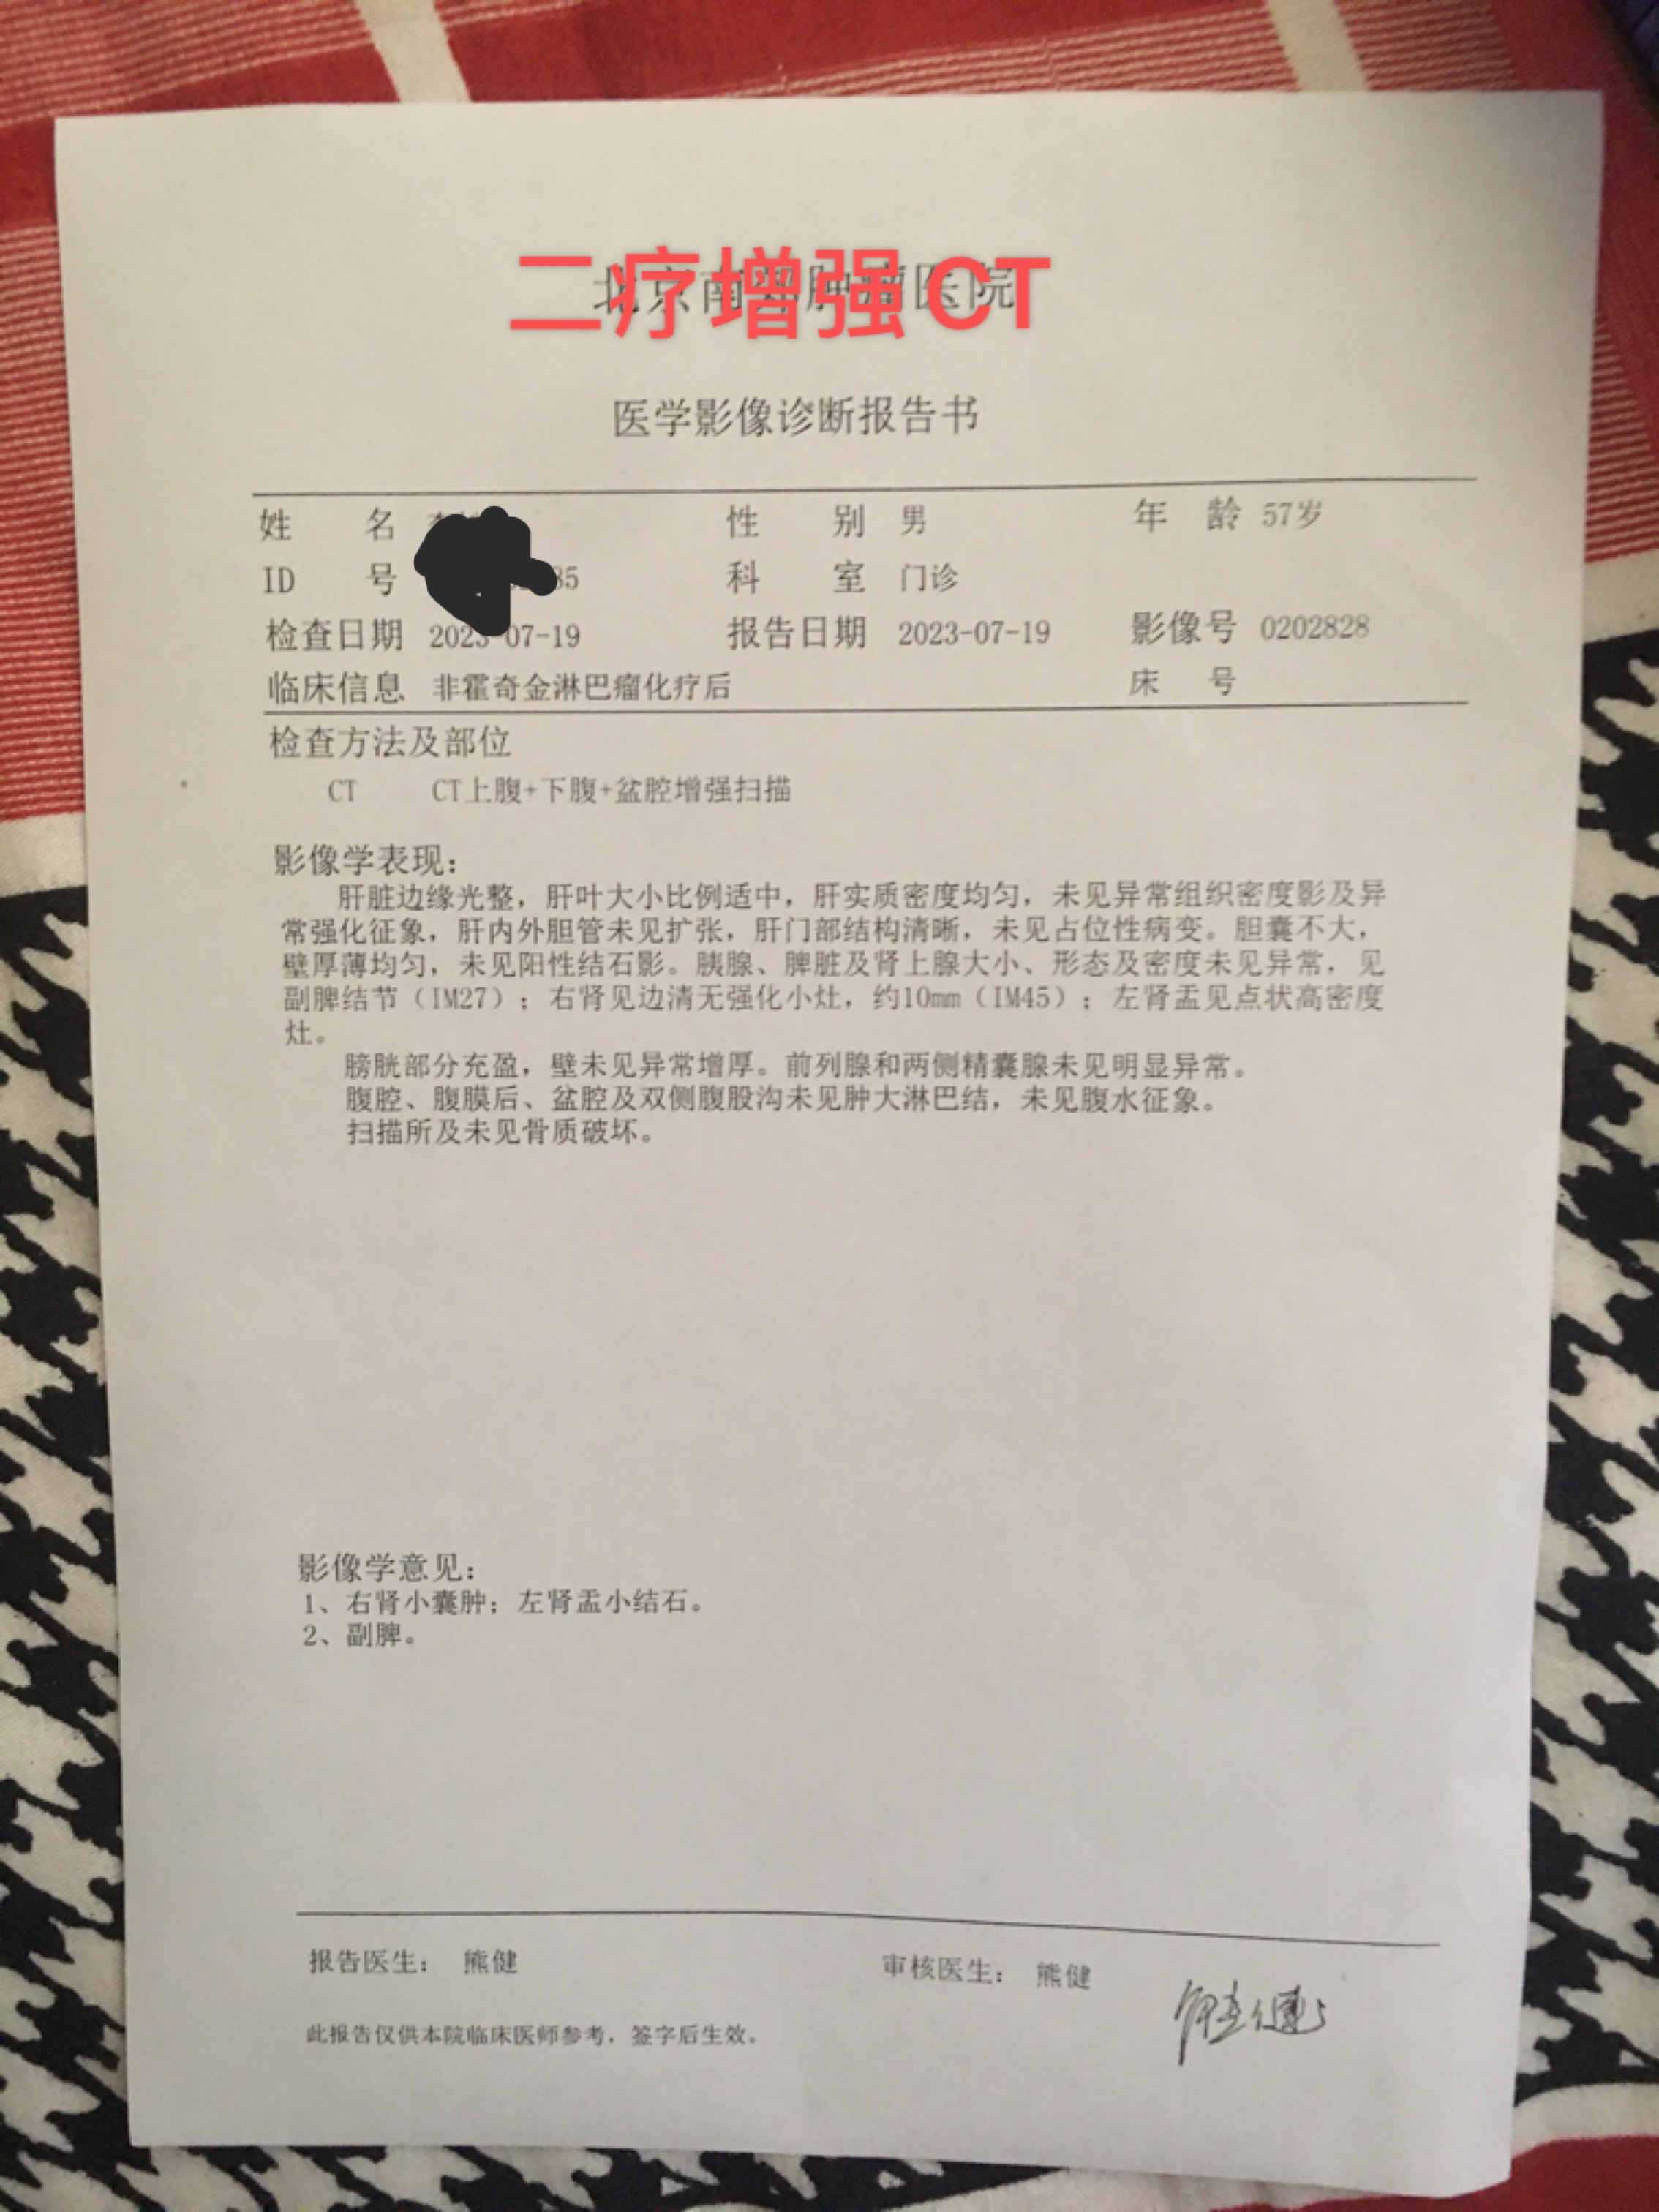 二疗增强CT
北京南郊肿瘤医院
医学影像诊断报告书
姓 名 性 别 男 年 龄 57岁
ID 号 35 科 室 门诊
检查日期 2023-07-19 报告日期 2023-07-19 影像号 0202828
临床信息 非霍奇金淋巴瘤化疗后 床 号
检查方法及部位
CT CT上腹+下腹+盆腔增强扫描
影像学表现:
肝脏边缘光整，肝叶大小比例适中，肝实质密度均匀，未见异常组织密度影及异
常强化征象，肝内外胆管未见扩张，肝门部结构清晰，未见占位性病变。胆囊不大，
壁厚薄均匀，未见阳性结石影。胰腺、脾脏及肾上腺大小、形态及密度未见异常，见
副脾结节（IM27）；右肾见边清无强化小灶，约10mm（IM45）；左肾盂见点状高密度
灶。
膀胱部分充盈，壁未见异常增厚。前列腺和两侧精囊腺未见明显异常。
腹腔、腹膜后、盆腔及双侧腹股沟未见肿大淋巴结，未见腹水征象。
扫描所及未见骨质破坏。
影像学意见:
1、右肾小囊肿；左肾盂小结石。
2、副脾。
报告医生： 熊健 审核医生： 熊健
熊健
此报告仅供本院临床医师参考，签字后生效。